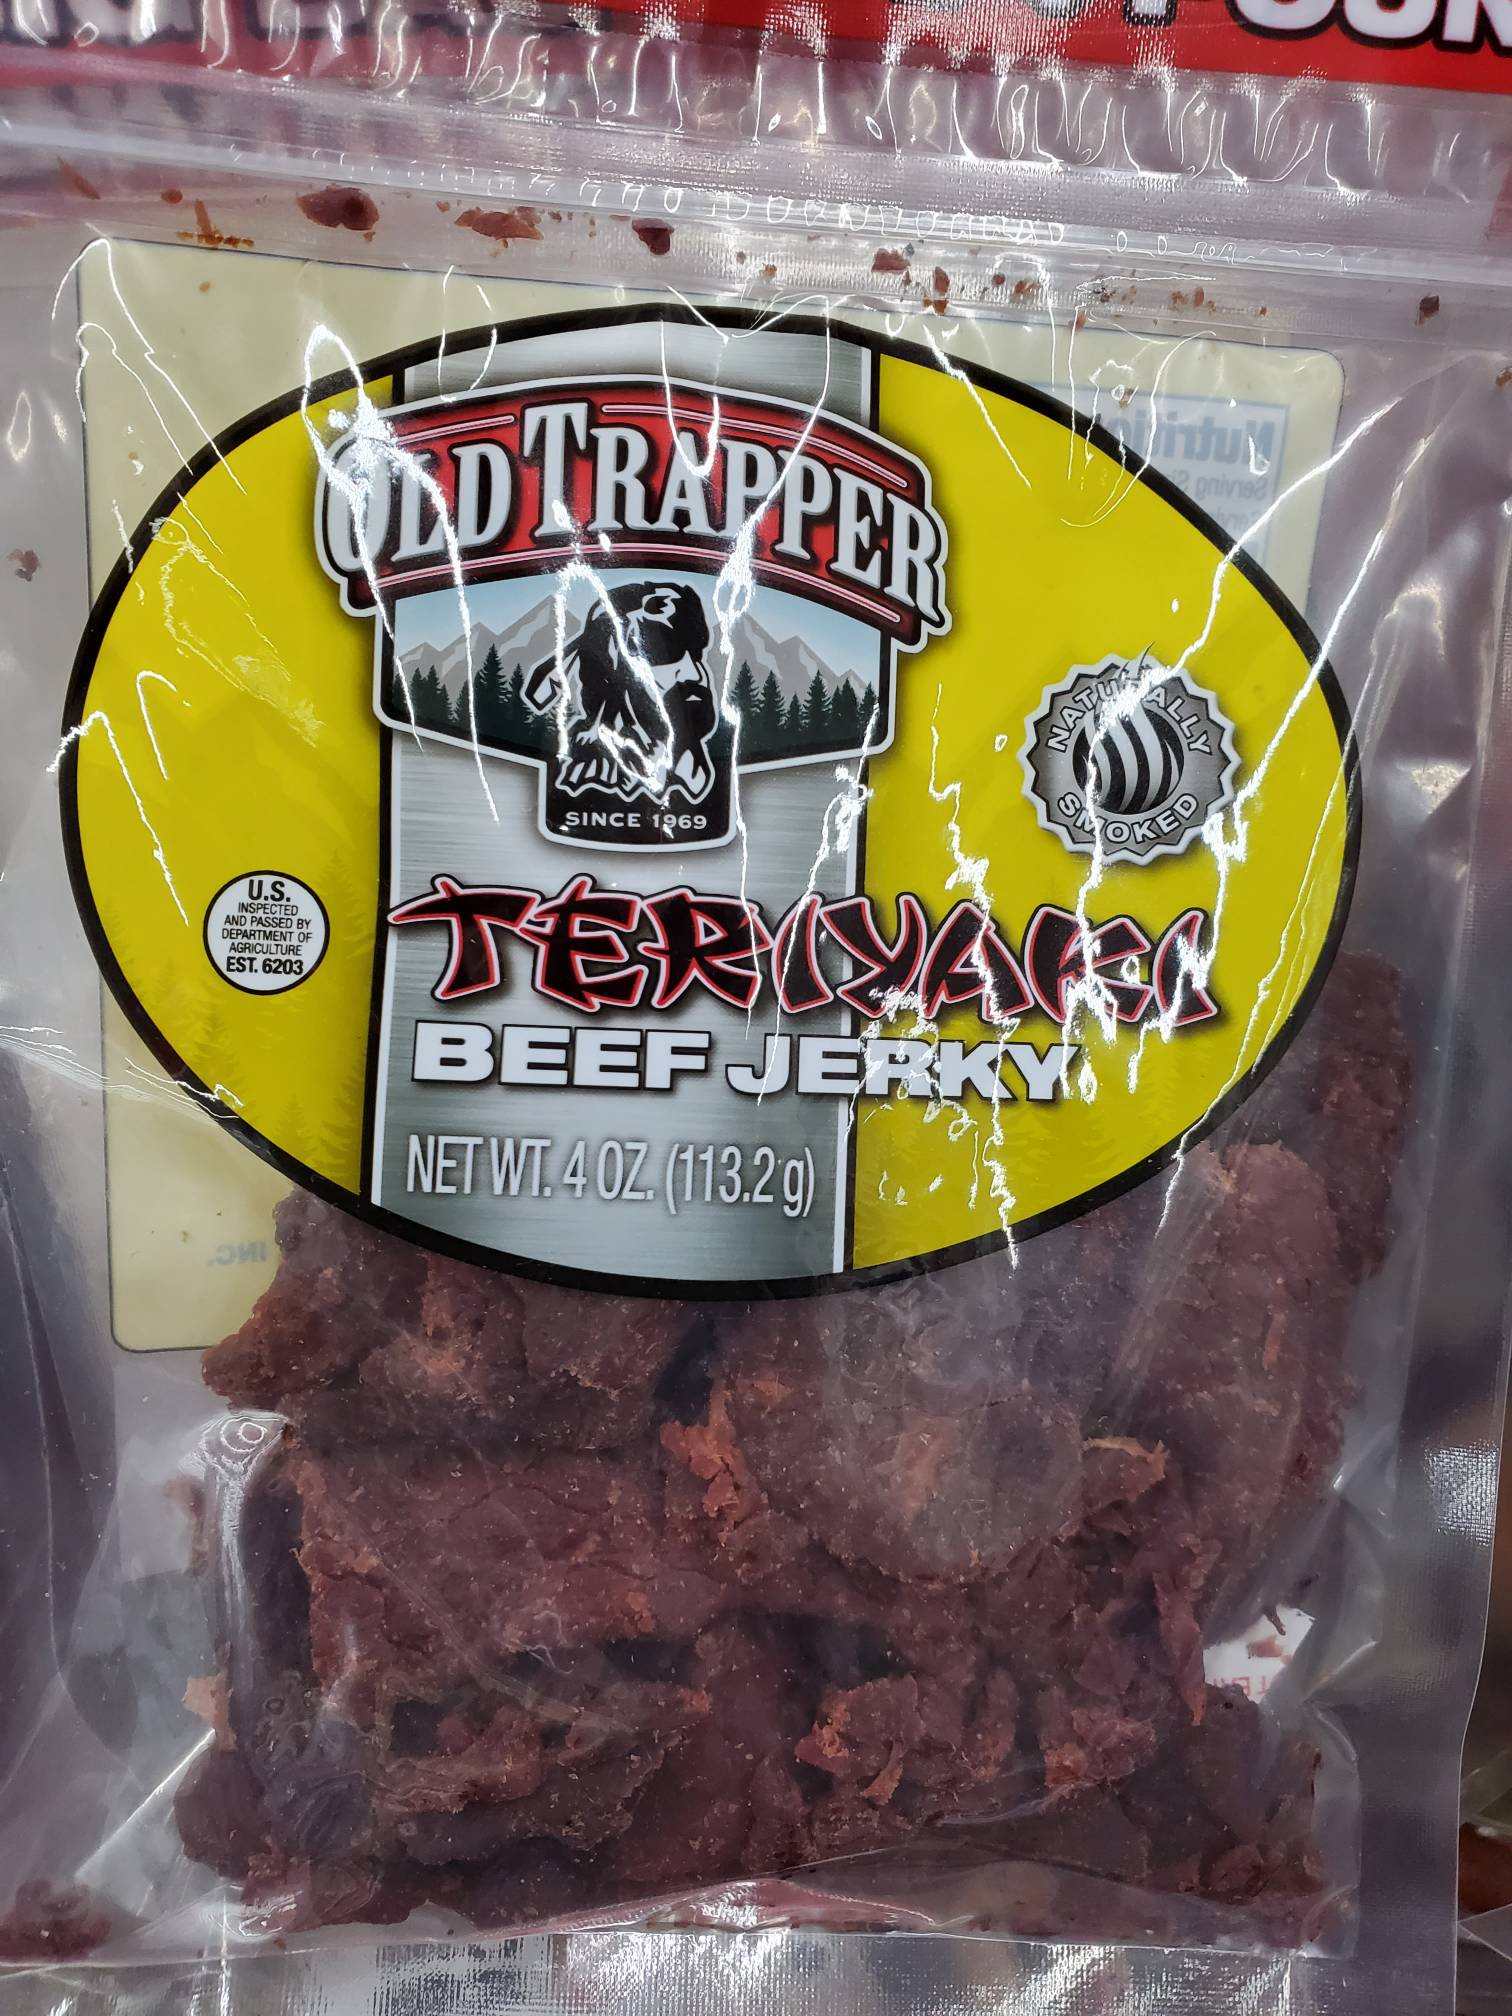 OLD TRAPPER
SINCE 1969
NATURALLY
SMOKED
U.S.
INSPECTED
AND PASSED BY
DEPARTMENT OF
AGRICULTURE
EST. 6203
TERIYAKI
BEEF JERKY
NET WT. 4 OZ. (113.2 g)
INC.